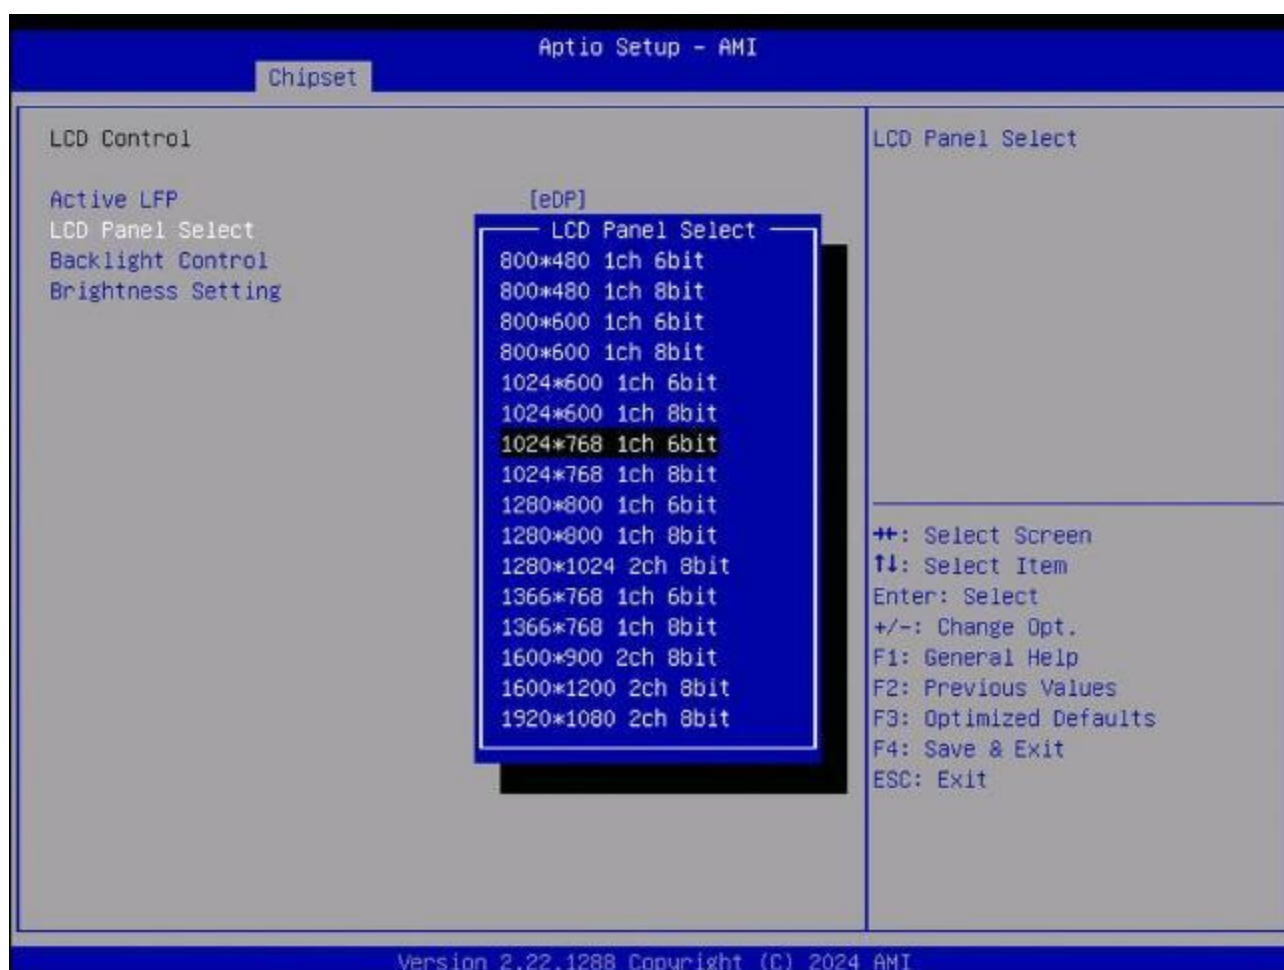 Aptio Setup - AMI
Chipset
LCD Control
Active LFP [eDP]
LCD Panel Select
Backlight Control
Brightness Setting
LCD Panel Select
800*480 1ch 6bit
800*480 1ch 8bit
800*600 1ch 6bit
800*600 1ch 8bit
1024*600 1ch 6bit
1024*600 1ch 8bit
1024*768 1ch 6bit
1024*768 1ch 8bit
1280*800 1ch 6bit
1280*800 1ch 8bit
1280*1024 2ch 8bit
1366*768 1ch 6bit
1366*768 1ch 8bit
1600*900 2ch 8bit
1600*1200 2ch 8bit
1920*1080 2ch 8bit
LCD Panel Select
→←: Select Screen
↑↓: Select Item
Enter: Select
+/-: Change Opt.
F1: General Help
F2: Previous Values
F3: Optimized Defaults
F4: Save & Exit
ESC: Exit
Version 2.22.1288 Copyright (C) 2024 AMI